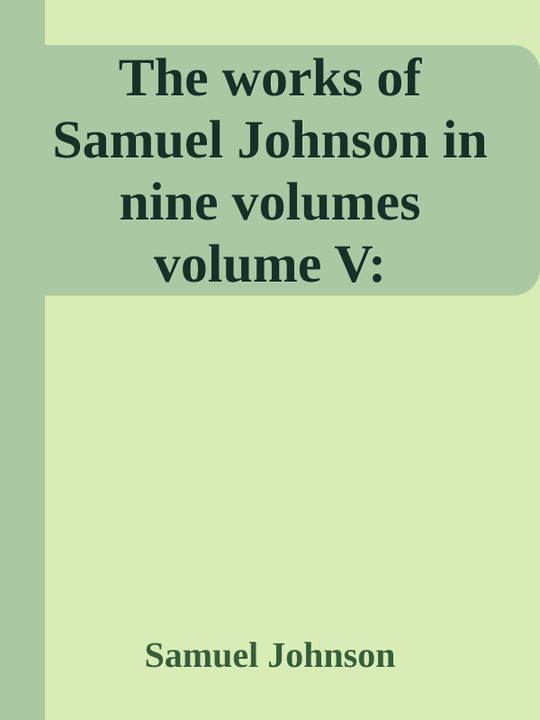 The works of
Samuel Johnson in
nine volumes
volume V:
Samuel Johnson